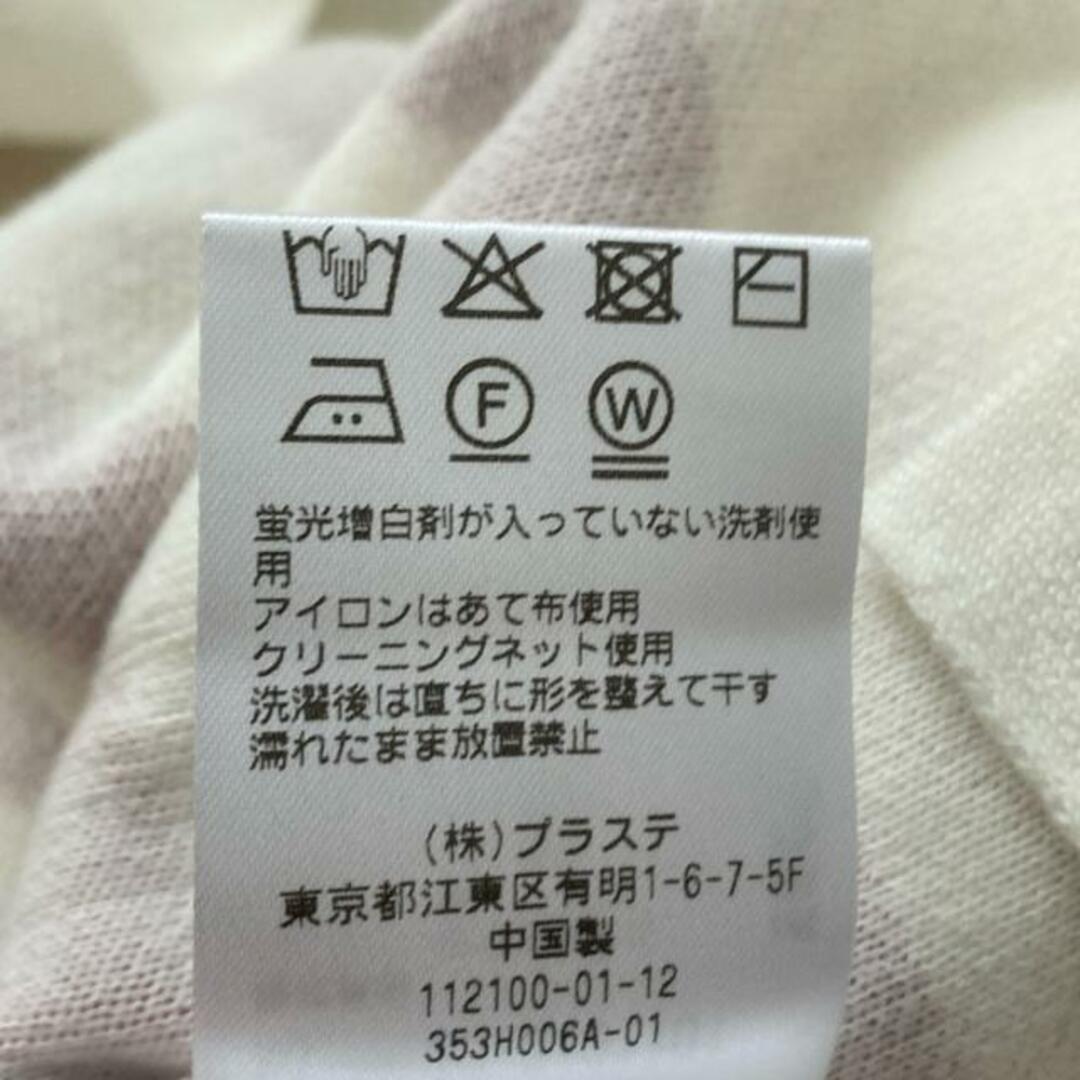 F W
蛍光増白剤が入っていない洗剤使
用
アイロンはあて布使用
クリーニングネット使用
洗濯後は直ちに形を整えて干す
濡れたまま放置禁止
(株)プラステ
東京都江東区有明1-6-7-5F
中国製
112100-01-12
353H006A-01